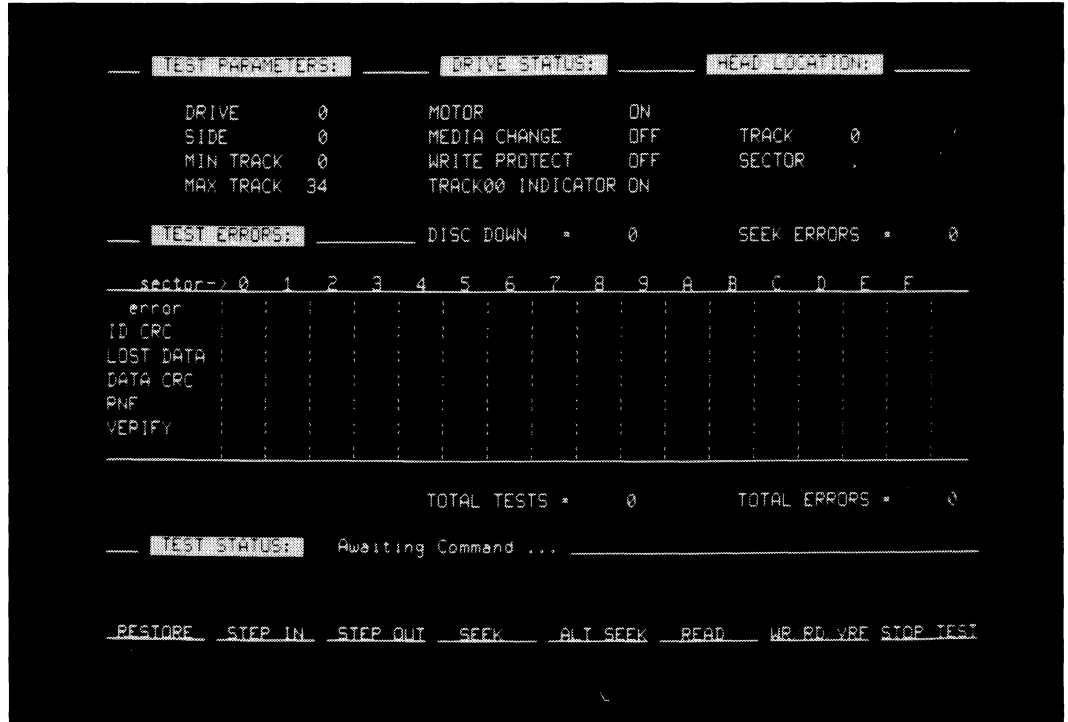 TEST PARAMETERS: DRIVE STATUS: HEAD LOCATION:
DRIVE 0 MOTOR ON
SIDE 0 MEDIA CHANGE OFF TRACK 0
MIN TRACK 0 WRITE PROTECT OFF SECTOR
MAX TRACK 34 TRACK00 INDICATOR ON
TEST ERRORS: DISC DOWN = 0 SEEK ERRORS = 0
sector-> 0 1 2 3 4 5 6 7 8 9 A B C D E F
error
ID CRC
LOST DATA
DATA CRC
RNF
VERIFY
TOTAL TESTS = 0 TOTAL ERRORS = 0
TEST STATUS: Awaiting Command ...
RESTORE STEP IN STEP OUT SEEK ALT SEEK READ WR RD VRF STOP TEST